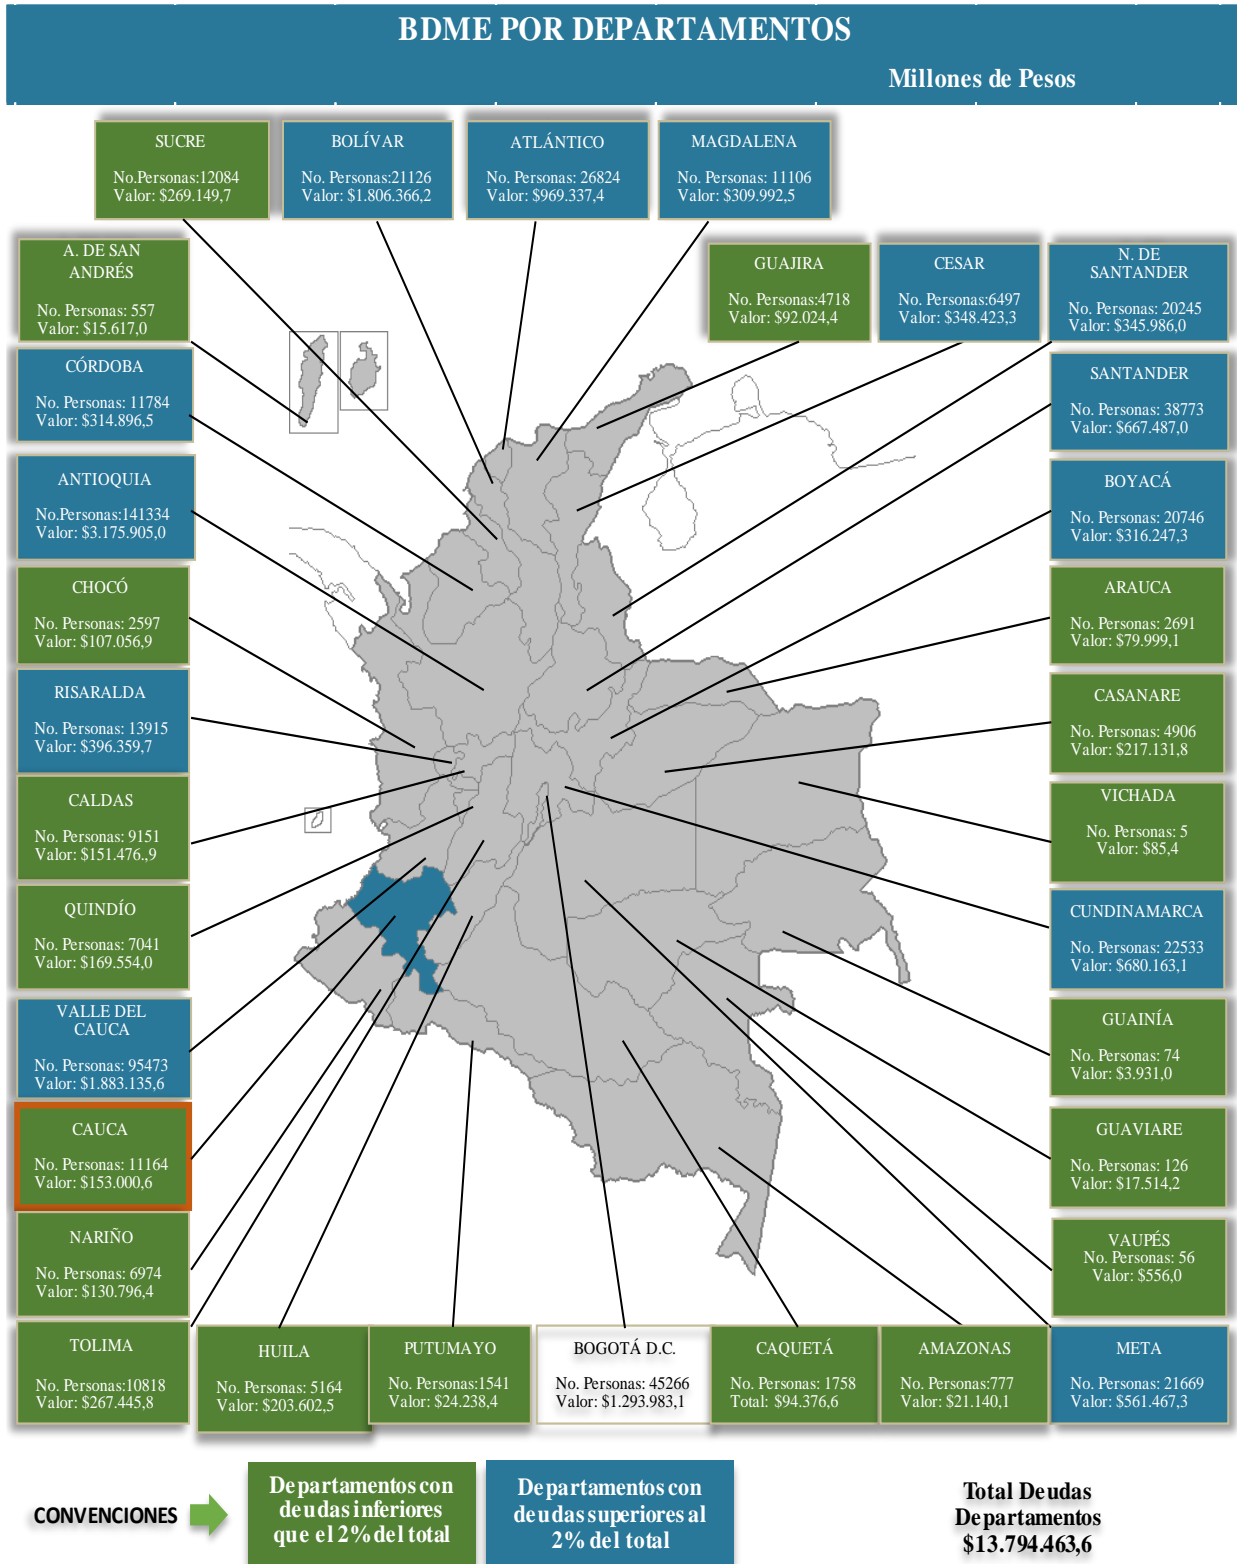 BDME POR DEPARTAMENTOS
Millones de Pesos
SUCRE
No.Personas:12084
Valor: $269.149,7
BOLÍVAR
No. Personas:21126
Valor: $1.806.366,2
ATLÁNTICO
No. Personas: 26824
Valor: $969.337,4
MAGDALENA
No. Personas: 11106
Valor: $309.992,5
A. DE SAN
ANDRÉS
No. Personas: 557
Valor: $15.617,0
GUAJIRA
No. Personas:4718
Valor: $92.024,4
CESAR
No. Personas:6497
Valor: $348.423,3
N. DE
SANTANDER
No. Personas: 20245
Valor: $345.986,0
CÓRDOBA
No. Personas: 11784
Valor: $314.896,5
SANTANDER
No. Personas: 38773
Valor: $667.487,0
ANTIOQUIA
No.Personas:141334
Valor: $3.175.905,0
BOYACÁ
No. Personas: 20746
Valor: $316.247,3
CHOCÓ
No. Personas: 2597
Valor: $107.056,9
ARAUCA
No. Personas: 2691
Valor: $79.999,1
RISARALDA
No. Personas: 13915
Valor: $396.359,7
CASANARE
No. Personas: 4906
Valor: $217.131,8
CALDAS
No. Personas: 9151
Valor: $151.476.,9
VICHADA
No. Personas: 5
Valor: $85,4
QUINDÍO
No. Personas: 7041
Valor: $169.554,0
CUNDINAMARCA
No. Personas: 22533
Valor: $680.163,1
VALLE DEL
CAUCA
No. Personas: 95473
Valor: $1.883.135,6
GUAINÍA
No. Personas: 74
Valor: $3.931,0
CAUCA
No. Personas: 11164
Valor: $153.000,6
GUAVIARE
No. Personas: 126
Valor: $17.514,2
NARIÑO
No. Personas: 6974
Valor: $130.796,4
VAUPÉS
No. Personas: 56
Valor: $556,0
TOLIMA
No. Personas:10818
Valor: $267.445,8
HUILA
No. Personas: 5164
Valor: $203.602,5
PUTUMAYO
No. Personas:1541
Valor: $24.238,4
BOGOTÁ D.C.
No. Personas: 45266
Valor: $1.293.983,1
CAQUETÁ
No. Personas: 1758
Total: $94.376,6
AMAZONAS
No. Personas:777
Valor: $21.140,1
META
No. Personas: 21669
Valor: $561.467,3
CONVENCIONES
Departamentos con
deudas inferiores
que el 2% del total
Departamentos con
deudas superiores al
2% del total
Total Deudas
Departamentos
$13.794.463,6